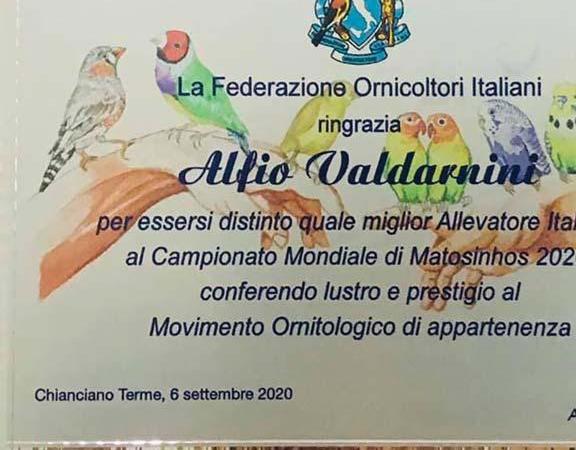 La Federazione Ornicoltori Italiani
ringrazia
Alfio Valdarnini
per essersi distinto quale miglior Allevatore
al Campionato Mondiale di Matosinhos
conferendo lustro e prestigio al
Movimento Ornitologico di appartenenza
Chianciano Terme, 6 settembre 2020